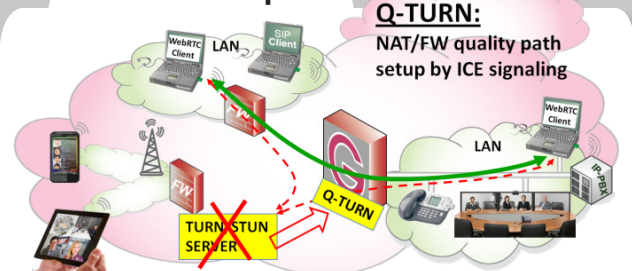 Q-TURN:
NAT/FW quality path
setup by ICE signaling
WebRTC
Client
LAN
SIP
Client
FW
WebRTC
Client
LAN
IP-PBX
FW
Q-TURN
TURN STUN
SERVER